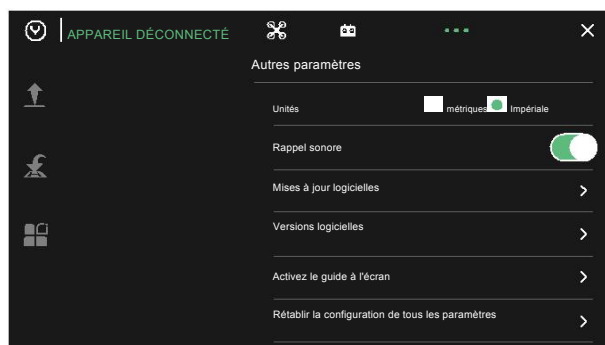 APPAREIL DÉCONNECTÉ
Autres paramètres
Unités métriques Impériale
Rappel sonore
Mises à jour logicielles
Versions logicielles
Activez le guide à l'écran
Rétablir la configuration de tous les paramètres